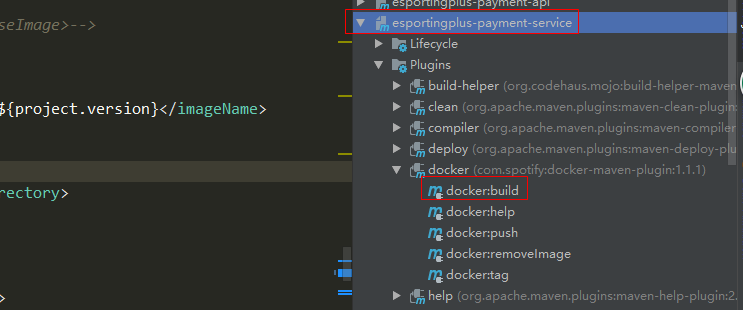 seImage>-->
${project.version}</imageName>
rectory>
>
esportingplus-payment-api
esportingplus-payment-service
Lifecycle
Plugins
build-helper (org.codehaus.mojo:build-helper-maven
clean (org.apache.maven.plugins:maven-clean-plugin:
compiler (org.apache.maven.plugins:maven-compiler
deploy (org.apache.maven.plugins:maven-deploy-plu
docker (com.spotify:docker-maven-plugin:1.1.1)
docker:build
docker:help
docker:push
docker:removeImage
docker:tag
help (org.apache.maven.plugins:maven-help-plugin:2.